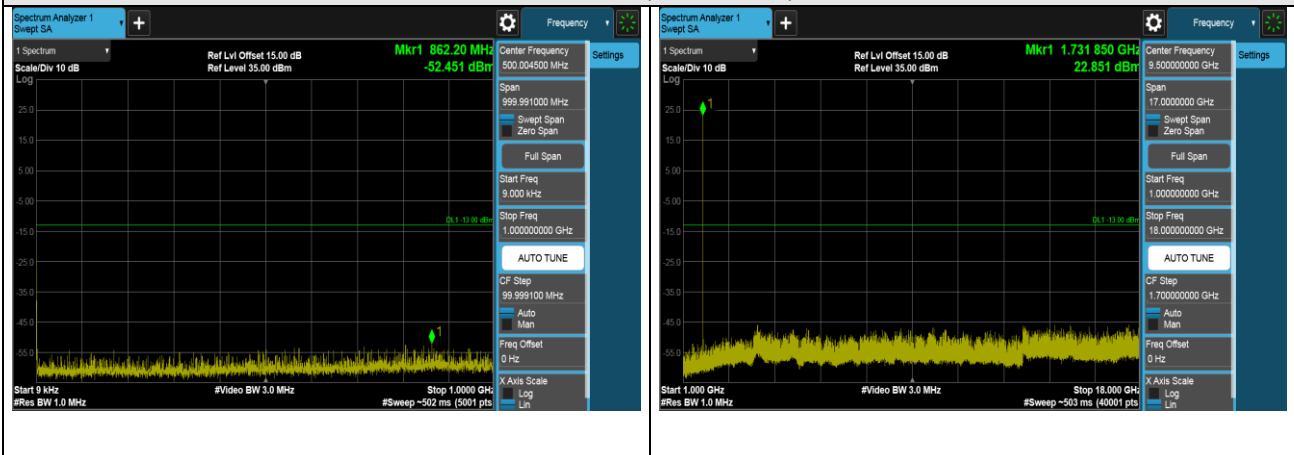 Spectrum Analyzer 1
Swept SA
+
Frequency
1 Spectrum
Scale/Div 10 dB
Log
Ref Lvl Offset 15.00 dB
Ref Level 35.00 dBm
Mkr1 862.20 MHz
-52.451 dBm
Center Frequency
500.004500 MHz
Settings
Span
999.991000 MHz
Swept Span
Zero Span
Full Span
Start Freq
9.000 kHz
Stop Freq
1.000000000 GHz
AUTO TUNE
CF Step
99.999100 MHz
Auto
Man
Freq Offset
0 Hz
X Axis Scale
Log
Lin
25.0
15.0
5.00
-5.00
-15.0
-25.0
-35.0
-45.0
-55.0
1
DL1 -13.00 dBm
Start 9 kHz
#Res BW 1.0 MHz
#Video BW 3.0 MHz
Stop 1.0000 GHz
#Sweep ~502 ms (5001 pts
Spectrum Analyzer 1
Swept SA
+
Frequency
1 Spectrum
Scale/Div 10 dB
Log
Ref Lvl Offset 15.00 dB
Ref Level 35.00 dBm
Mkr1 1.731 850 GHz
22.851 dBm
Center Frequency
9.500000000 GHz
Settings
Span
17.0000000 GHz
Swept Span
Zero Span
Full Span
Start Freq
1.000000000 GHz
Stop Freq
18.000000000 GHz
AUTO TUNE
CF Step
1.700000000 GHz
Auto
Man
Freq Offset
0 Hz
X Axis Scale
Log
Lin
25.0
15.0
5.00
-5.00
-15.0
-25.0
-35.0
-45.0
-55.0
1
DL1 -13.00 dBm
Start 1.000 GHz
#Res BW 1.0 MHz
#Video BW 3.0 MHz
Stop 18.000 GHz
#Sweep ~503 ms (40001 pts